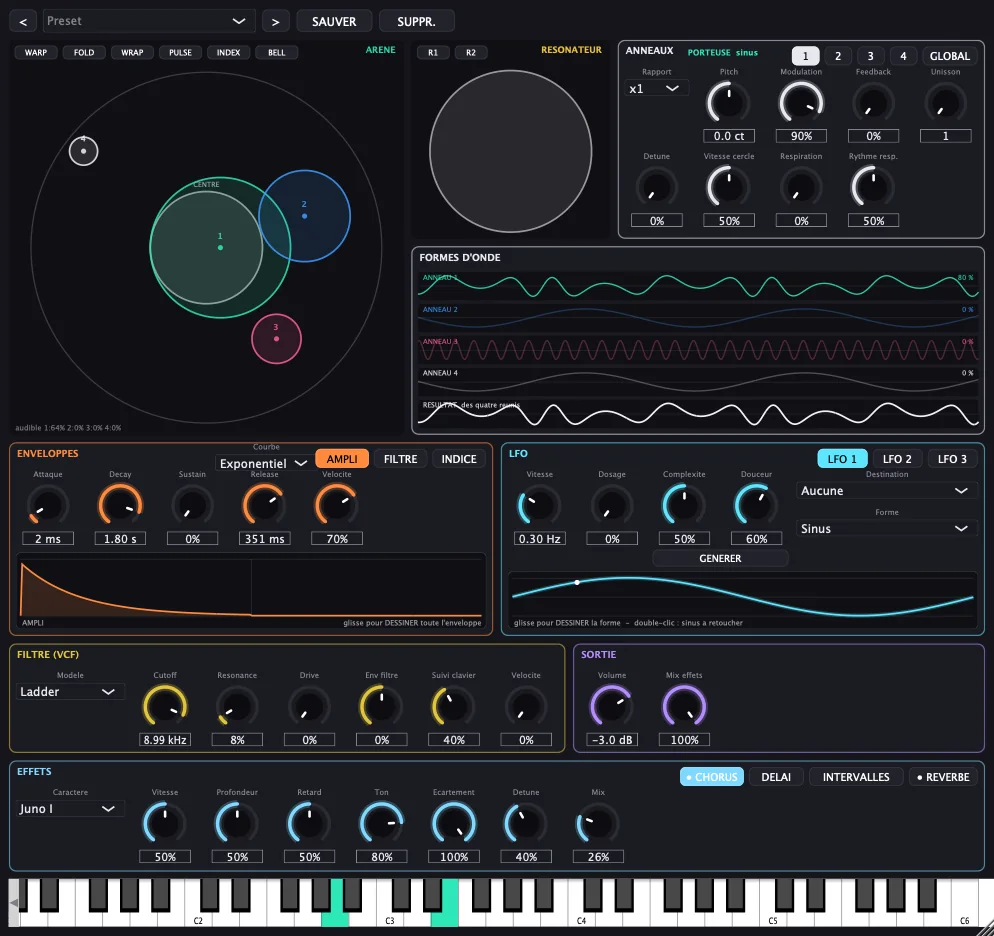 < Preset > SAUVER SUPPR.
WARP FOLD WRAP PULSE INDEX BELL ARENE
4
CENTRE
1
2
3
audible 1:64% 2:0% 3:0% 4:0%
R1 R2 RESONATEUR
ANNEAUX PORTEUSE sinus 1 2 3 4 GLOBAL
Rapport Pitch Modulation Feedback Unisson
x1
0.0 ct 90% 0% 1
Detune Vitesse cercle Respiration Rythme resp.
0% 50% 0% 50%
FORMES D'ONDE
ANNEAU 1 80 %
ANNEAU 2 0 %
ANNEAU 3 0 %
ANNEAU 4 0 %
RESULTAT des quatre reunis
ENVELOPPES Courbe
Exponentiel AMPLI FILTRE INDICE
Attaque Decay Sustain Release Velocite
2 ms 1.80 s 0% 351 ms 70%
AMPLI glisse pour DESSINER toute l'enveloppe
LFO LFO 1 LFO 2 LFO 3
Vitesse Dosage Complexite Douceur Destination
Aucune
Forme
Sinus
0.30 Hz 0% 50% 60%
GENERER
glisse pour DESSINER la forme - double-clic : sinus a retoucher
FILTRE (VCF)
Modele Cutoff Resonance Drive Env filtre Suivi clavier Velocite
Ladder
8.99 kHz 8% 0% 0% 40% 0%
SORTIE
Volume Mix effets
-3.0 dB 100%
EFFETS • CHORUS DELAI INTERVALLES • REVERBE
Caractere Vitesse Profondeur Retard Ton Ecartement Detune Mix
Juno I
50% 50% 50% 80% 100% 40% 26%
C2 C3 C4 C5 C6